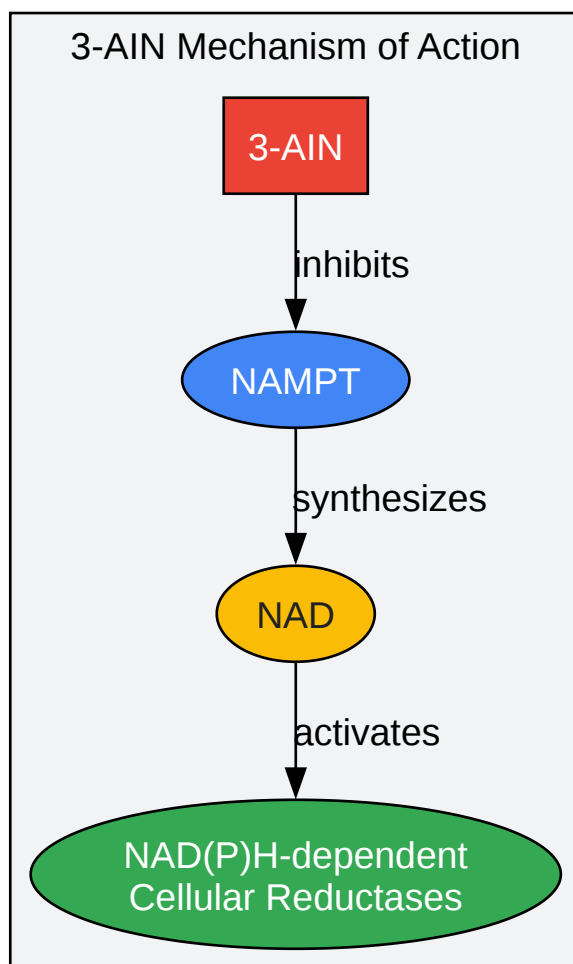 3-AIN Mechanism of Action
3-AIN
inhibits
NAMPT
synthesizes
NAD
activates
NAD(P)H-dependent
Cellular Reductases